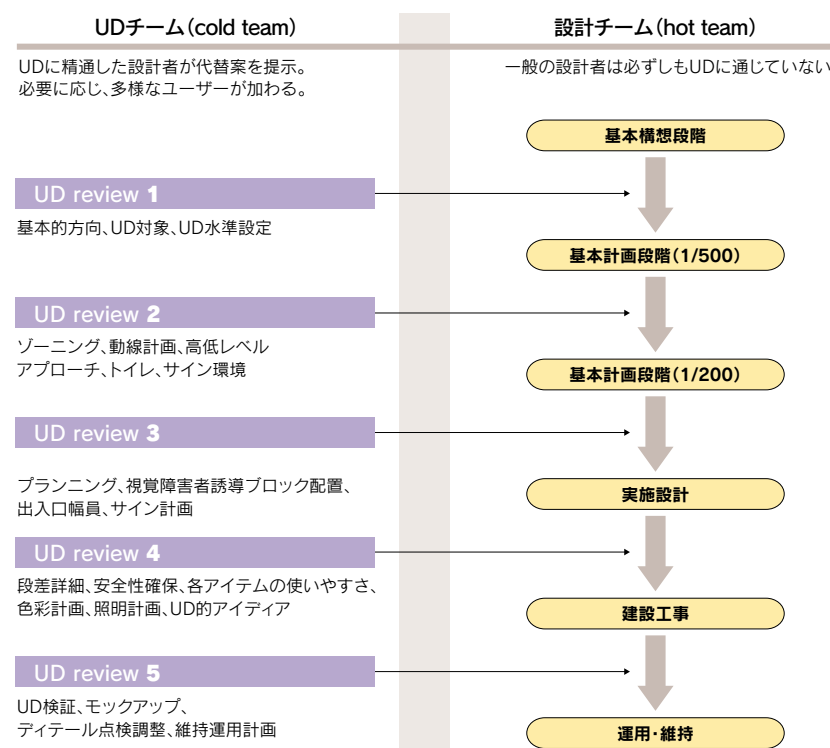 UDチーム(cold team)
UDに精通した設計者が代替案を提示。
必要に応じ、多様なユーザーが加わる。
設計チーム(hot team)
一般の設計者は必ずしもUDに通じていない
基本構想段階
UD review 1
基本的方向、UD対象、UD水準設定
基本計画段階(1/500)
UD review 2
ゾーニング、動線計画、高低レベル
アプローチ、トイレ、サイン環境
基本計画段階(1/200)
UD review 3
プランニング、視覚障害者誘導ブロック配置、
出入口幅員、サイン計画
実施設計
UD review 4
段差詳細、安全性確保、各アイテムの使いやすさ、
色彩計画、照明計画、UD的アイディア
建設工事
UD review 5
UD検証、モックアップ、
ディテール点検調整、維持運用計画
運用・維持